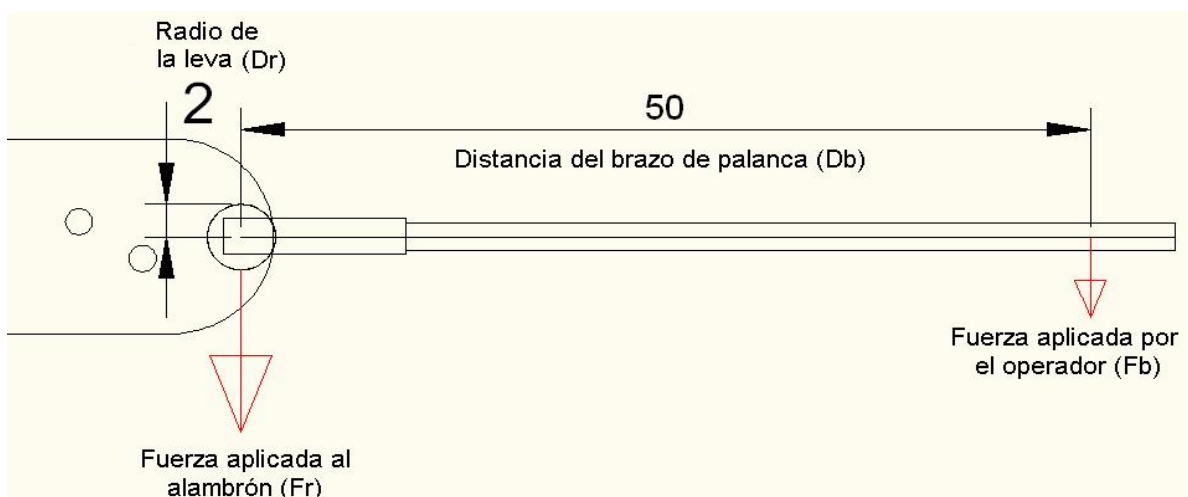 Radio de
la leva (Dr)
2
50
Distancia del brazo de palanca (Db)
Fuerza aplicada por
el operador (Fb)
Fuerza aplicada al
alambrón (Fr)